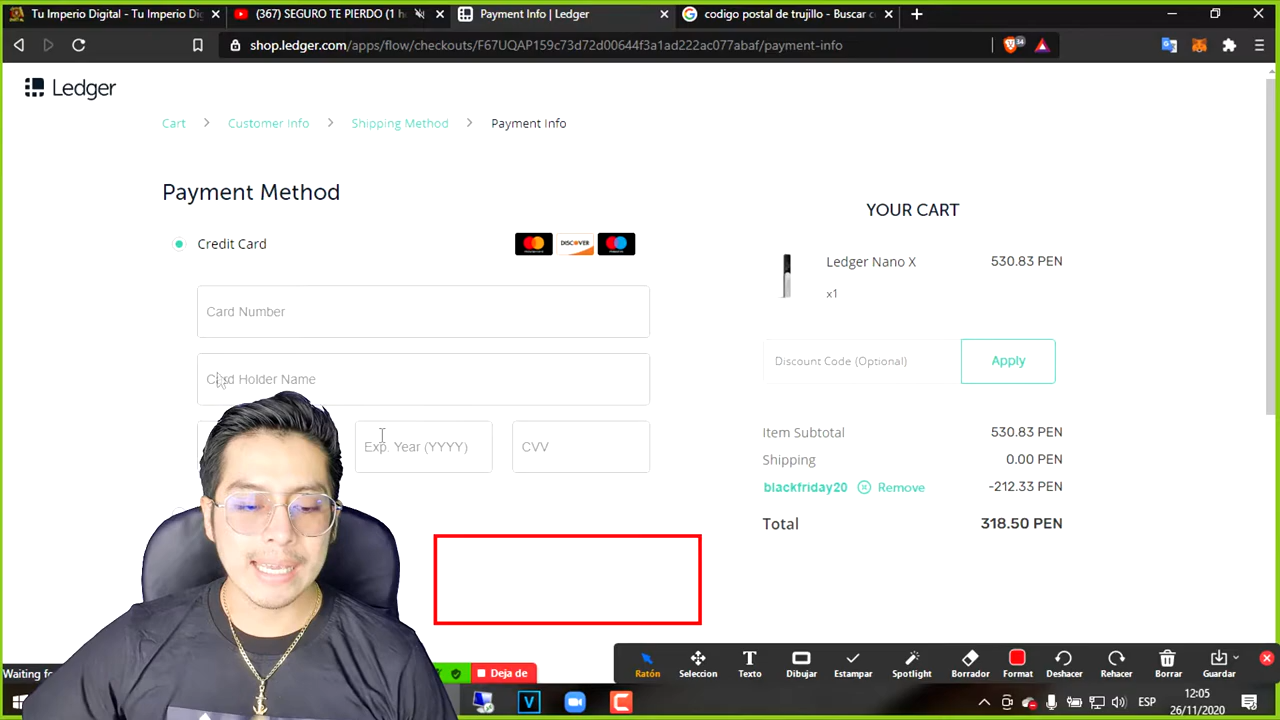 Tu Imperio Digital - Tu Imperio Dig
(367) SEGURO TE PIERDO (1 h
Payment Info | Ledger
codigo postal de trujillo - Buscar c
shop.ledger.com/apps/flow/checkouts/F67UQAP159c73d72d00644f3a1ad222ac077abaf/payment-info
34
Ledger
Cart > Customer Info > Shipping Method > Payment Info
Payment Method
Credit Card
DISCOVER
Card Number
Card Holder Name
Exp. Year (YYYY)
CVV
YOUR CART
Ledger Nano X 530.83 PEN
x1
Discount Code (Optional)
Apply
Item Subtotal 530.83 PEN
Shipping 0.00 PEN
blackfriday20 Remove -212.33 PEN
Total 318.50 PEN
Waiting fo
Deja de
Ratón
Seleccion
Texto
Dibujar
Estampar
Spotlight
Borrador
Format
Deshacer
Rehacer
Borrar
Guardar
V
ESP
12:05
26/11/2020